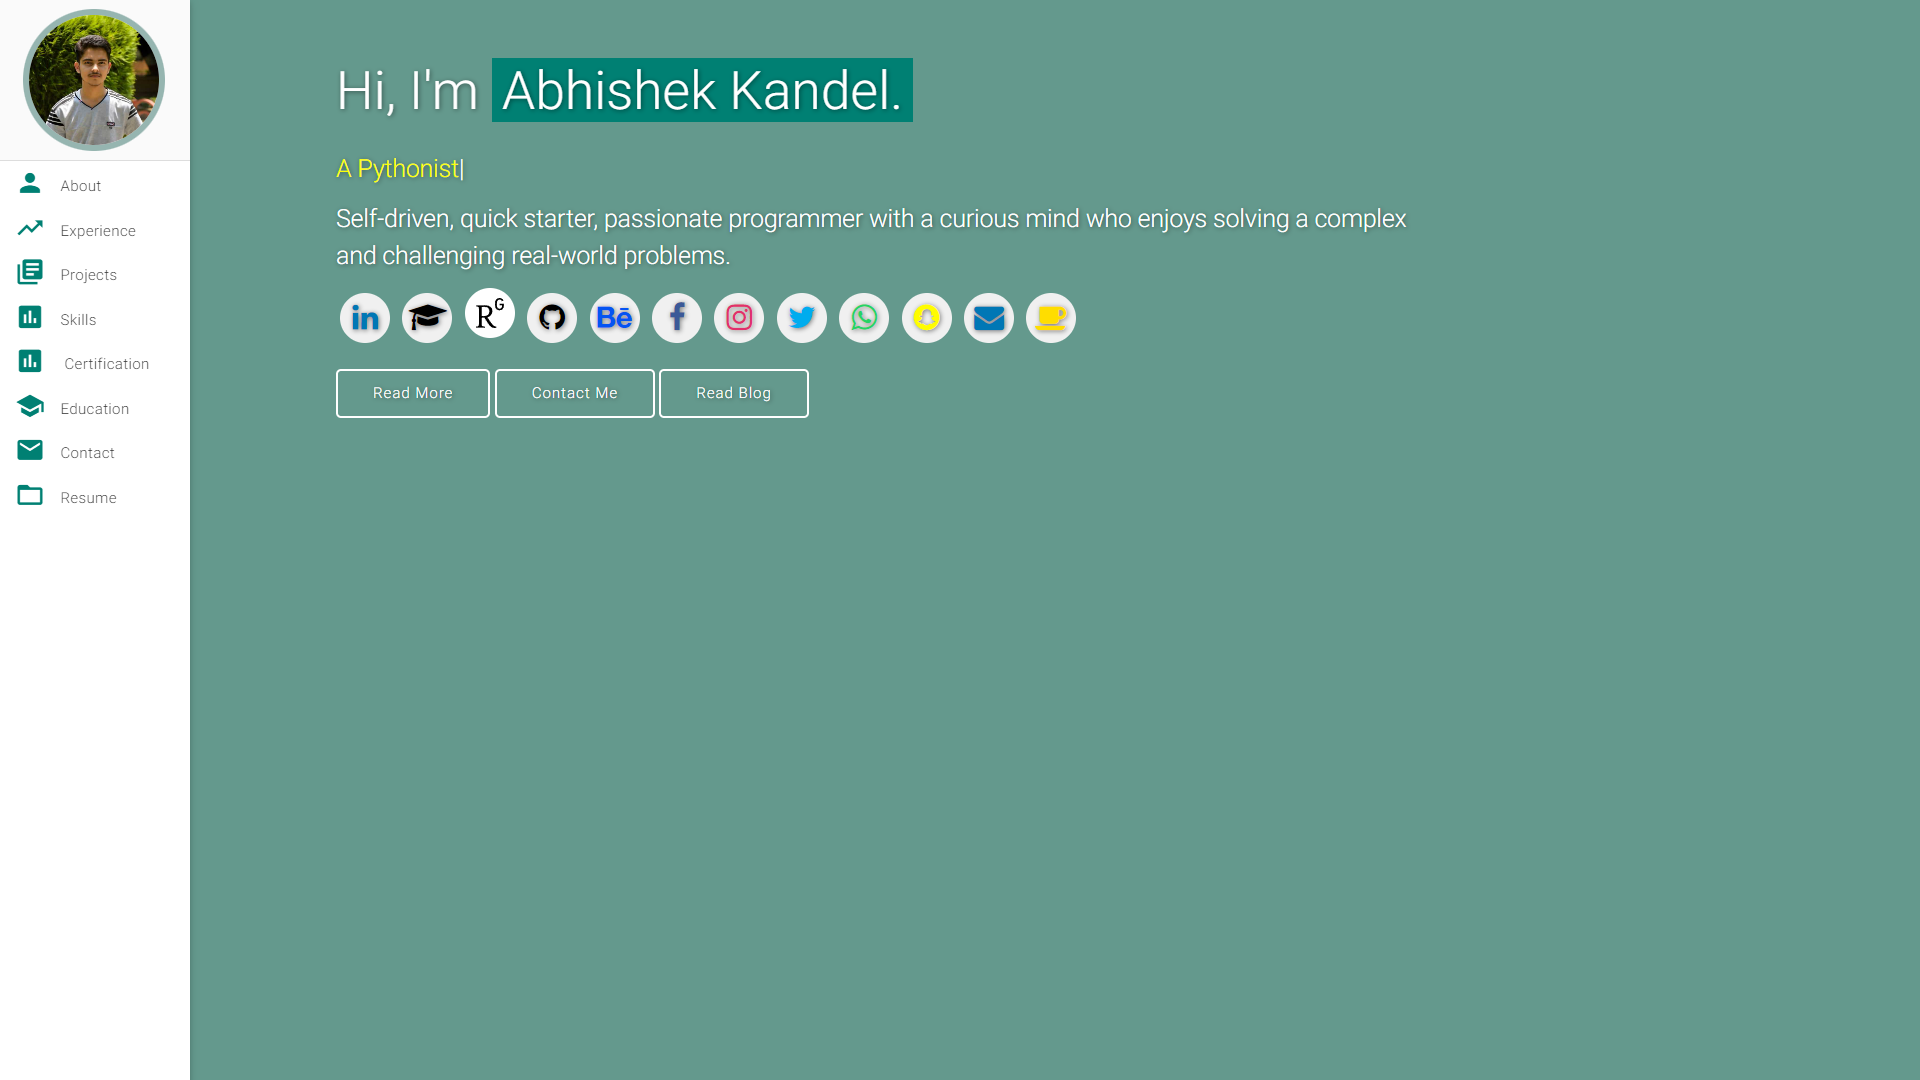 About
Experience
Projects
Skills
Certification
Education
Contact
Resume
Hi, I'm Abhishek Kandel.
A Pythonist|
Self-driven, quick starter, passionate programmer with a curious mind who enjoys solving a complex
and challenging real-world problems.
in RG Bē f
Read More Contact Me Read Blog